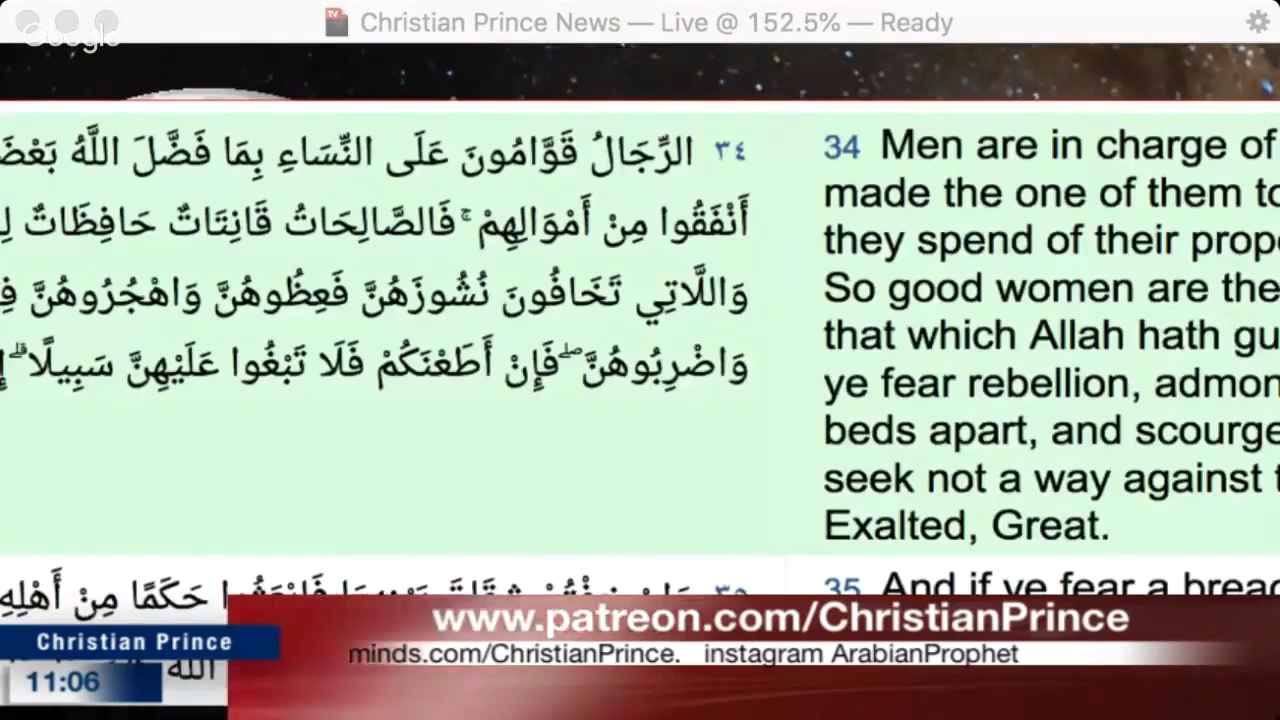 Christian Prince News — Live @ 152.5% — Ready
Google
٣٤ الرِّجَالُ قَوَّامُونَ عَلَى النِّسَاءِ بِمَا فَضَّلَ اللَّهُ بَعْضَ
أَنْفَقُوا مِنْ أَمْوَالِهِمْ ۚ فَالصَّالِحَاتُ قَانِتَاتٌ حَافِظَاتٌ لِ
وَاللَّاتِي تَخَافُونَ نُشُوزَهُنَّ فَعِظُوهُنَّ وَاهْجُرُوهُنَّ فِ
وَاضْرِبُوهُنَّ ۖ فَإِنْ أَطَعْنَكُمْ فَلَا تَبْغُوا عَلَيْهِنَّ سَبِيلًا ۗ إِ
34 Men are in charge of
made the one of them to
they spend of their prope
So good women are the
that which Allah hath gu
ye fear rebellion, admon
beds apart, and scourge
seek not a way against t
Exalted, Great.
٣٥ حَكَمًا مِنْ أَهْلِهِ
35 And if ye fear a breac
www.patreon.com/ChristianPrince
Christian Prince
minds.com/ChristianPrince. instagram ArabianProphet
الله
11:06